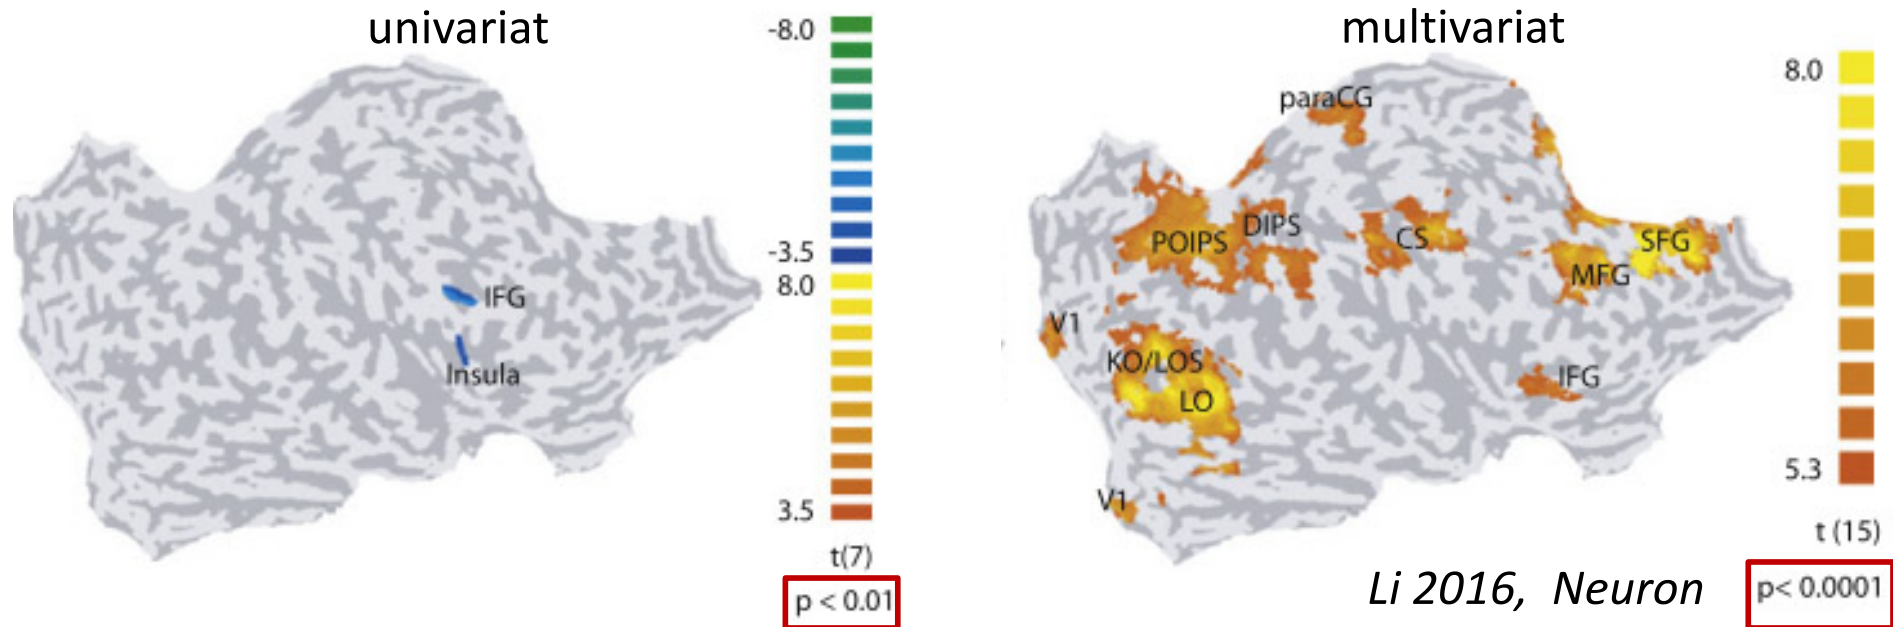 univariat
-8.0
-3.5
8.0
3.5
t(7)
p < 0.01
IFG
Insula
multivariat
8.0
5.3
t (15)
p< 0.0001
paraCG
POIPS
DIPS
CS
SFG
MFG
V1
KO/LOS
LO
IFG
V1
Li 2016, Neuron